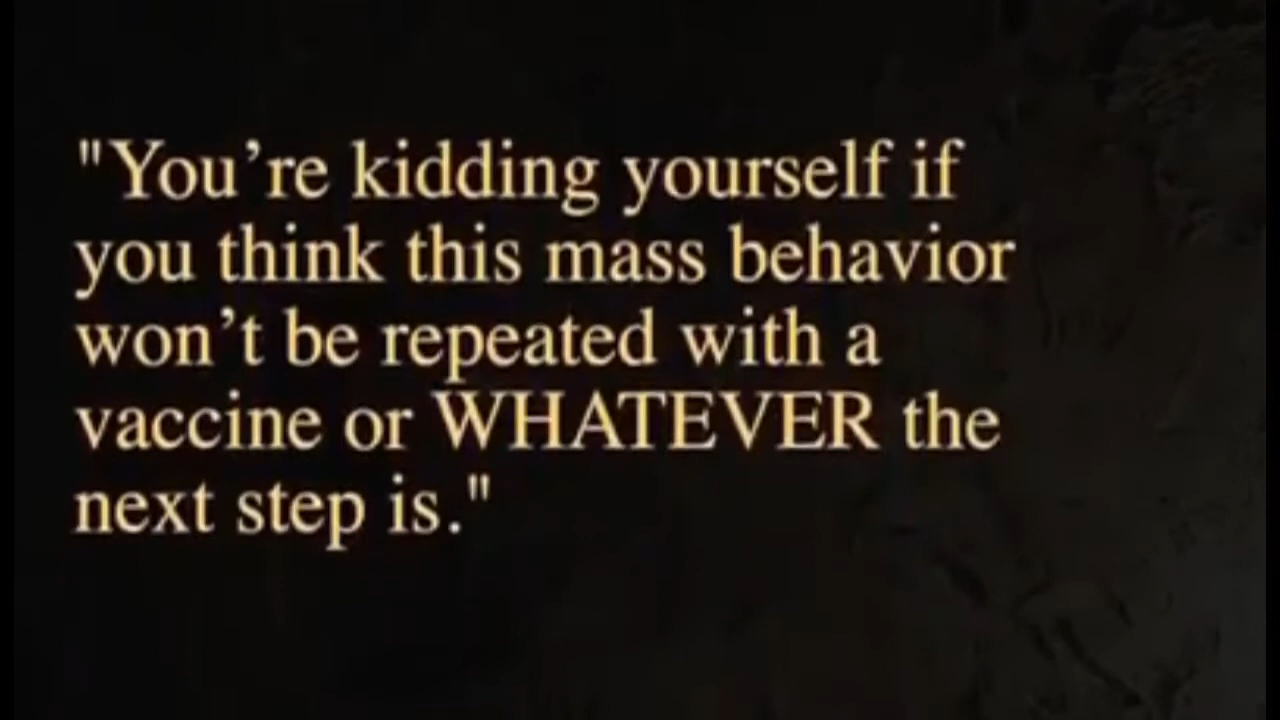 "You’re kidding yourself if
you think this mass behavior
won’t be repeated with a
vaccine or WHATEVER the
next step is."